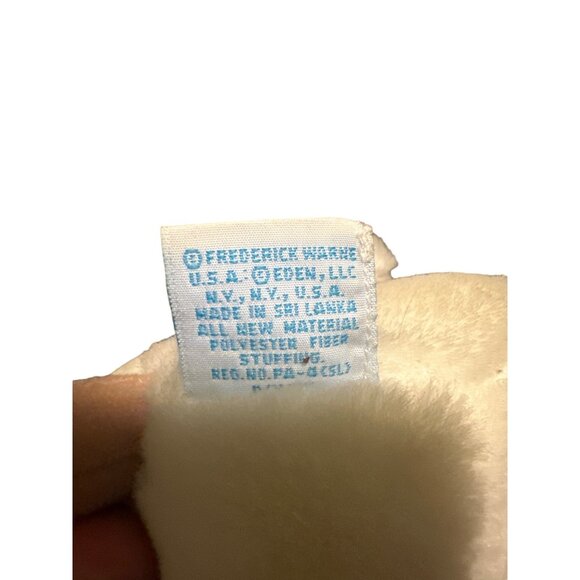 © FREDERICK WARNE
U.S.A. © EDEN, LLC
N.Y., N.Y., U.S.A.
MADE IN SRI LANKA
ALL NEW MATERIAL
POLYESTER FIBER
STUFFING.
REG. NO. PA-4 (SL)